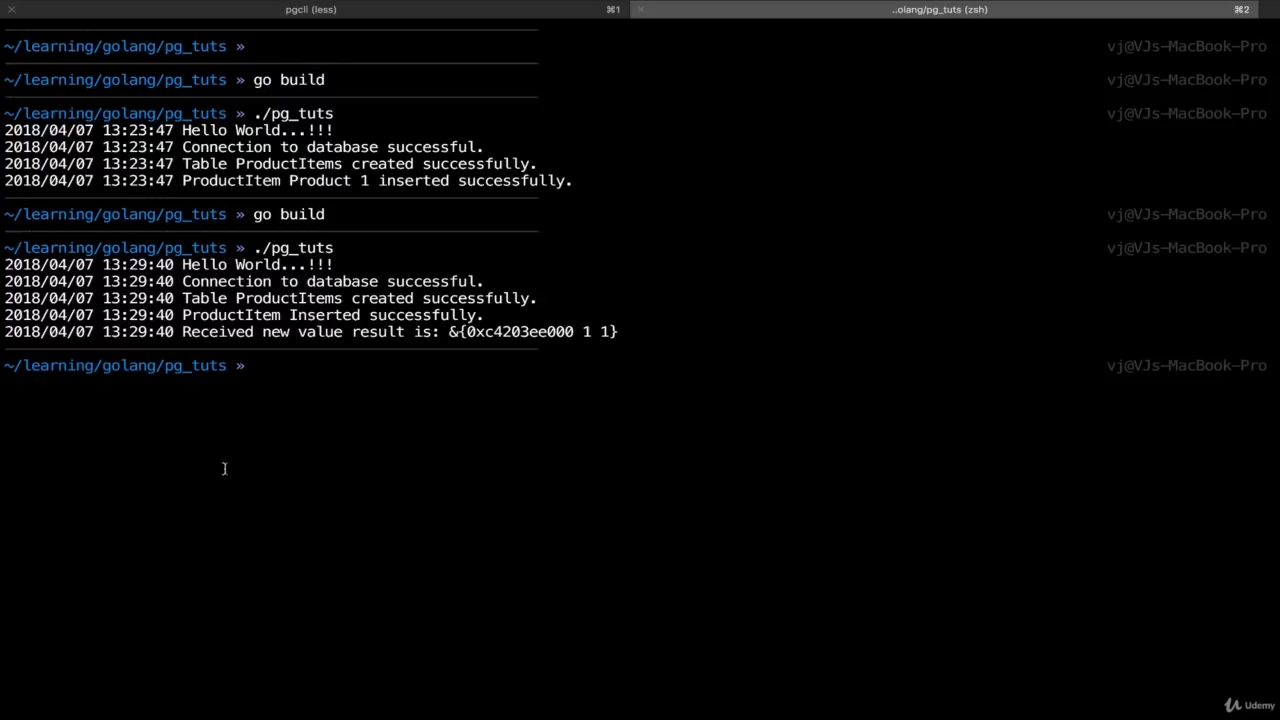 pgcli (less) ⌘1 ..olang/pg_tuts (zsh) ⌘2
~/learning/golang/pg_tuts » vj@VJs-MacBook-Pro
~/learning/golang/pg_tuts » go build vj@VJs-MacBook-Pro
~/learning/golang/pg_tuts » ./pg_tuts vj@VJs-MacBook-Pro
2018/04/07 13:23:47 Hello World...!!!
2018/04/07 13:23:47 Connection to database successful.
2018/04/07 13:23:47 Table ProductItems created successfully.
2018/04/07 13:23:47 ProductItem Product 1 inserted successfully.
~/learning/golang/pg_tuts » go build vj@VJs-MacBook-Pro
~/learning/golang/pg_tuts » ./pg_tuts vj@VJs-MacBook-Pro
2018/04/07 13:29:40 Hello World...!!!
2018/04/07 13:29:40 Connection to database successful.
2018/04/07 13:29:40 Table ProductItems created successfully.
2018/04/07 13:29:40 ProductItem Inserted successfully.
2018/04/07 13:29:40 Received new value result is: &{0xc4203ee000 1 1}
~/learning/golang/pg_tuts » vj@VJs-MacBook-Pro
Udemy